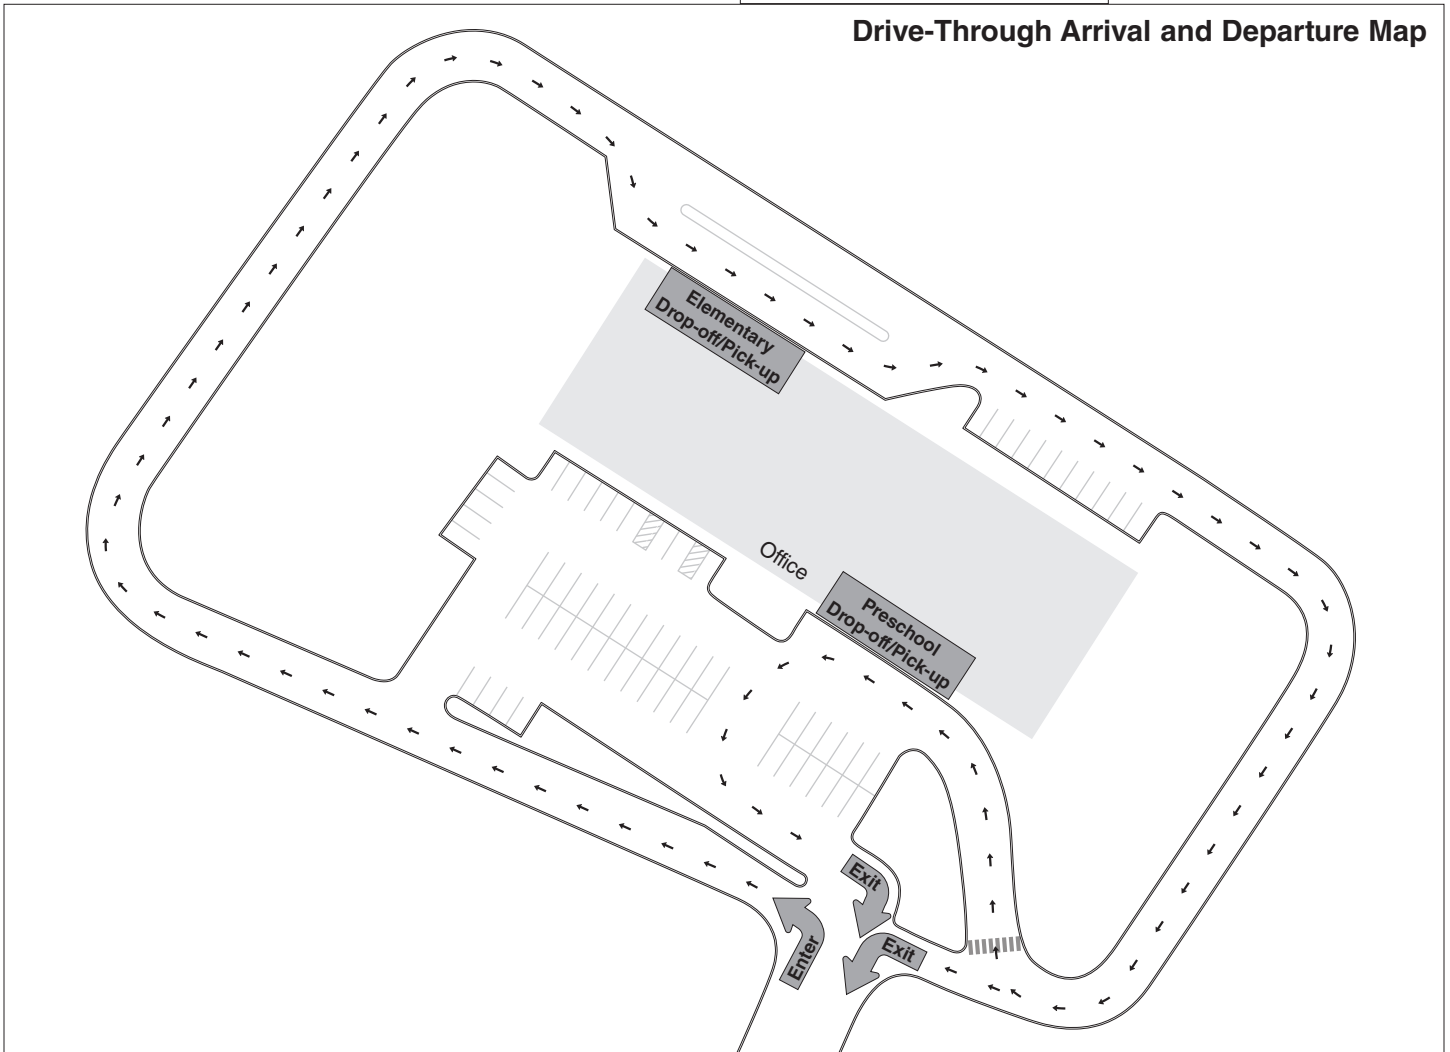 Drive-Through Arrival and Departure Map
Elementary
Drop-off/Pick-up
Office
Preschool
Drop-off/Pick-up
Exit
Exit
Enter